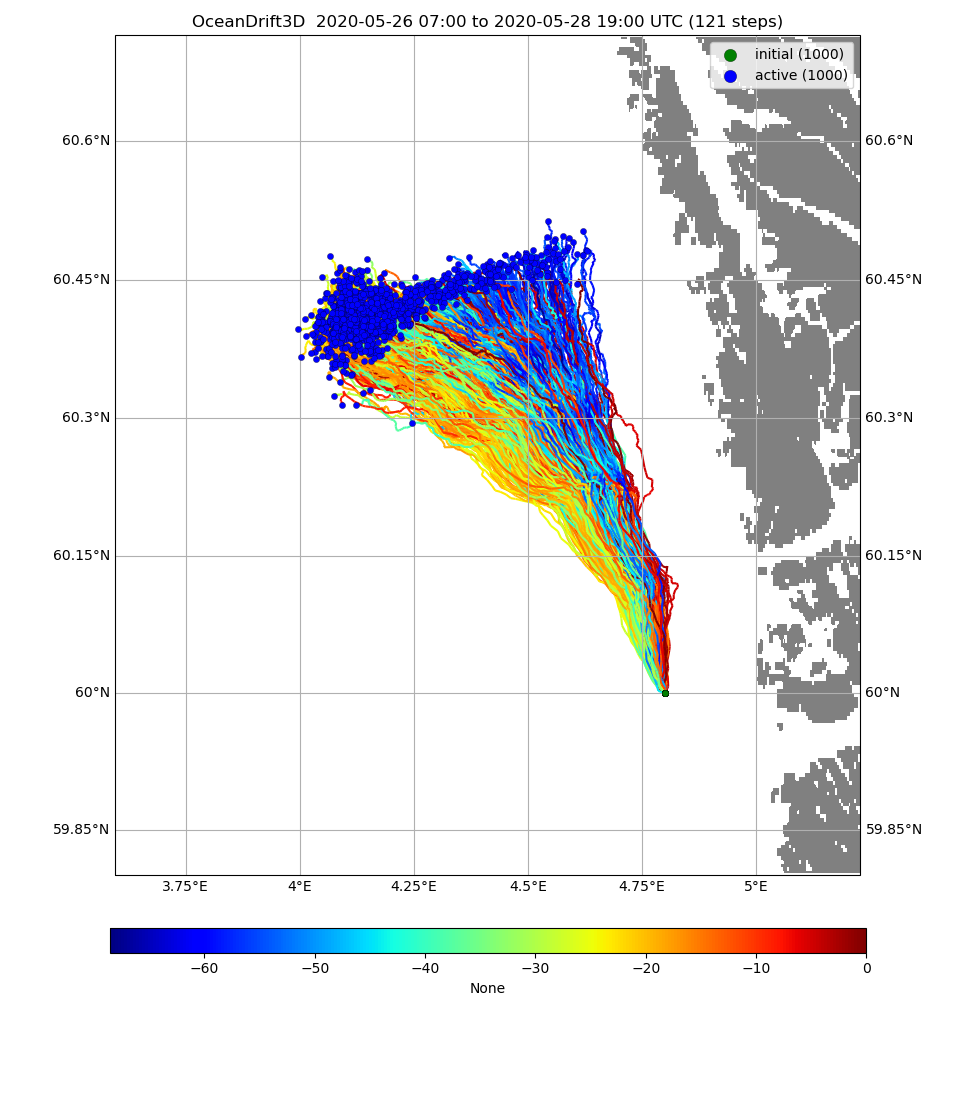 OceanDrift3D  2020-05-26 07:00 to 2020-05-28 19:00 UTC (121 steps)
initial (1000)
active (1000)
60.6°N
60.6°N
60.45°N
60.45°N
60.3°N
60.3°N
60.15°N
60.15°N
60°N
60°N
59.85°N
59.85°N
3.75°E 4°E 4.25°E 4.5°E 4.75°E 5°E
−60 −50 −40 −30 −20 −10 0
None